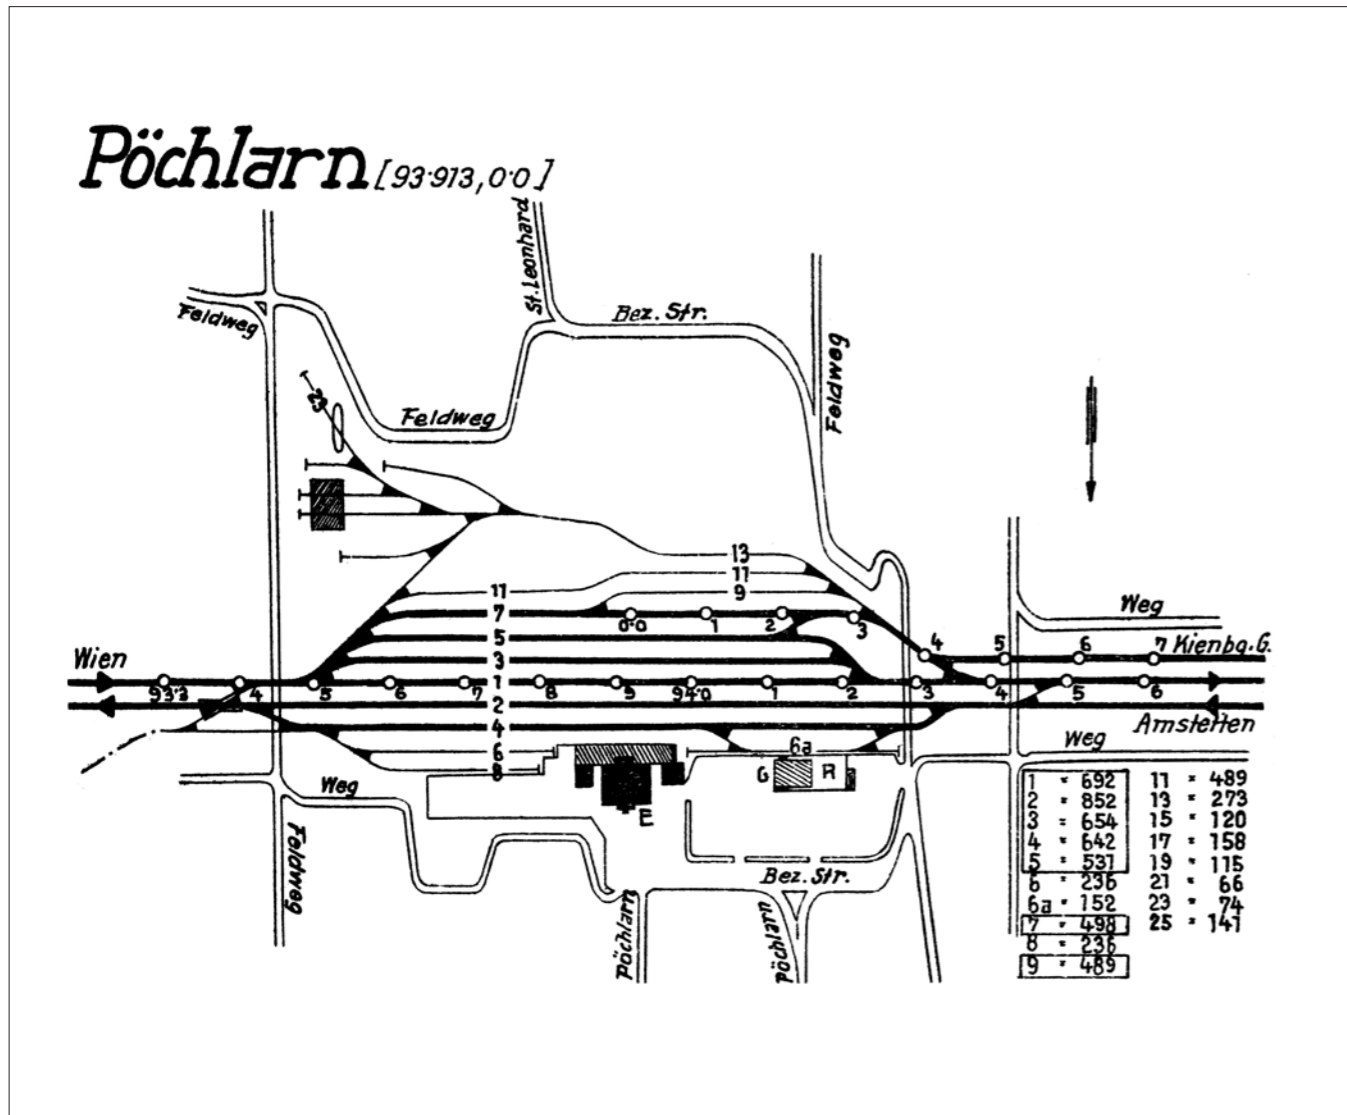 Pöchlarn [93·913, 0·0]
St. Leonhard
Feldweg
Bez. Str.
Feldweg
Feldweg
23
13
11
9
11
7
0·0 1 2 3
5
4 5 6 7 Kienbg. G.
Weg
Wien
3
1
93·3 4 5 6 7 8 9 94·0 1 2 3 4 5 6
2
Amstetten
4
6
6a
8
Weg
Weg
G R
E
Feldweg
Bez. Str.
Pöchlarn
Pöchlarn
1 = 692
2 = 852
3 = 654
4 = 642
5 = 537
6 = 236
6a = 152
7 = 498
8 = 236
9 = 489
11 = 489
13 = 273
15 = 120
17 = 158
19 = 115
21 = 66
23 = 74
25 = 141